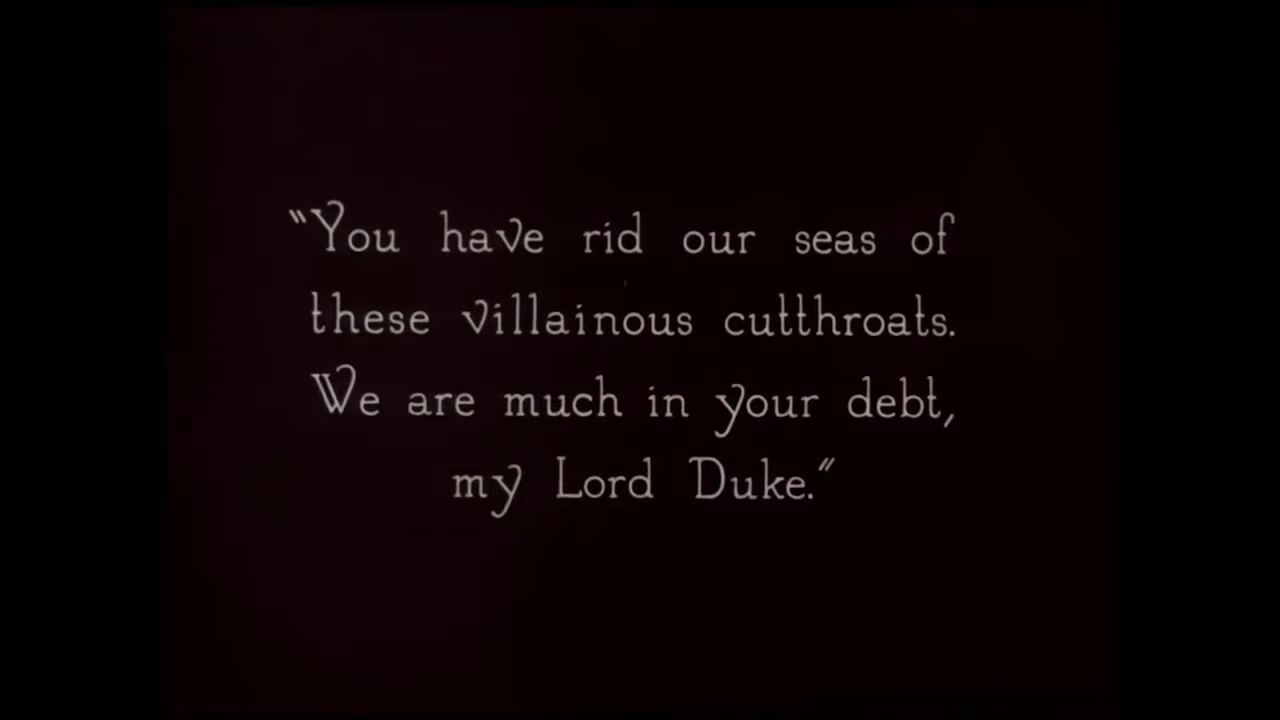 "You have rid our seas of
these villainous cutthroats.
We are much in your debt,
my Lord Duke."